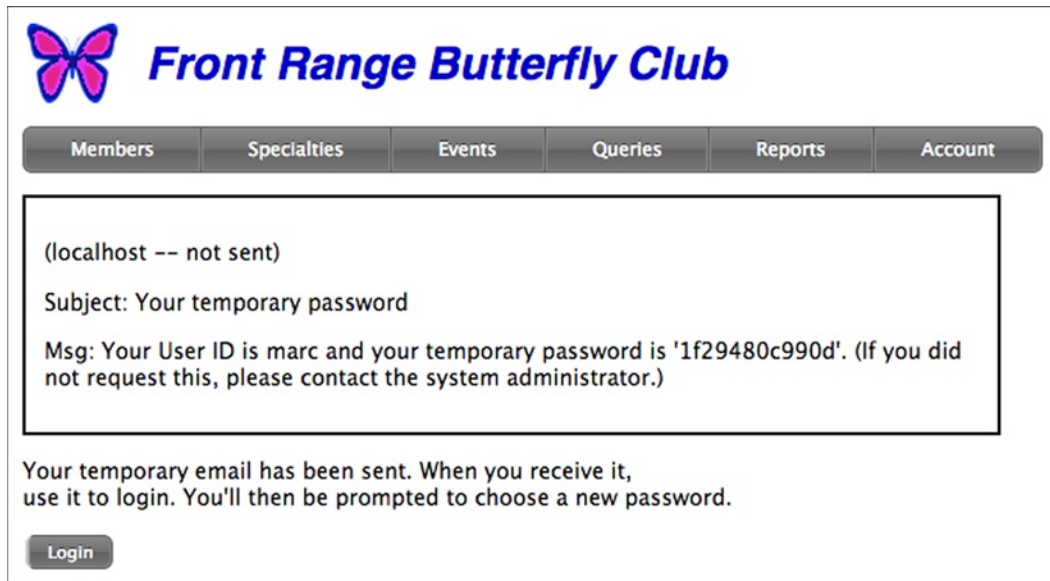 Front Range Butterfly Club
Members Specialties Events Queries Reports Account
(localhost -- not sent)
Subject: Your temporary password
Msg: Your User ID is marc and your temporary password is '1f29480c990d'. (If you did
not request this, please contact the system administrator.)
Your temporary email has been sent. When you receive it,
use it to login. You'll then be prompted to choose a new password.
Login